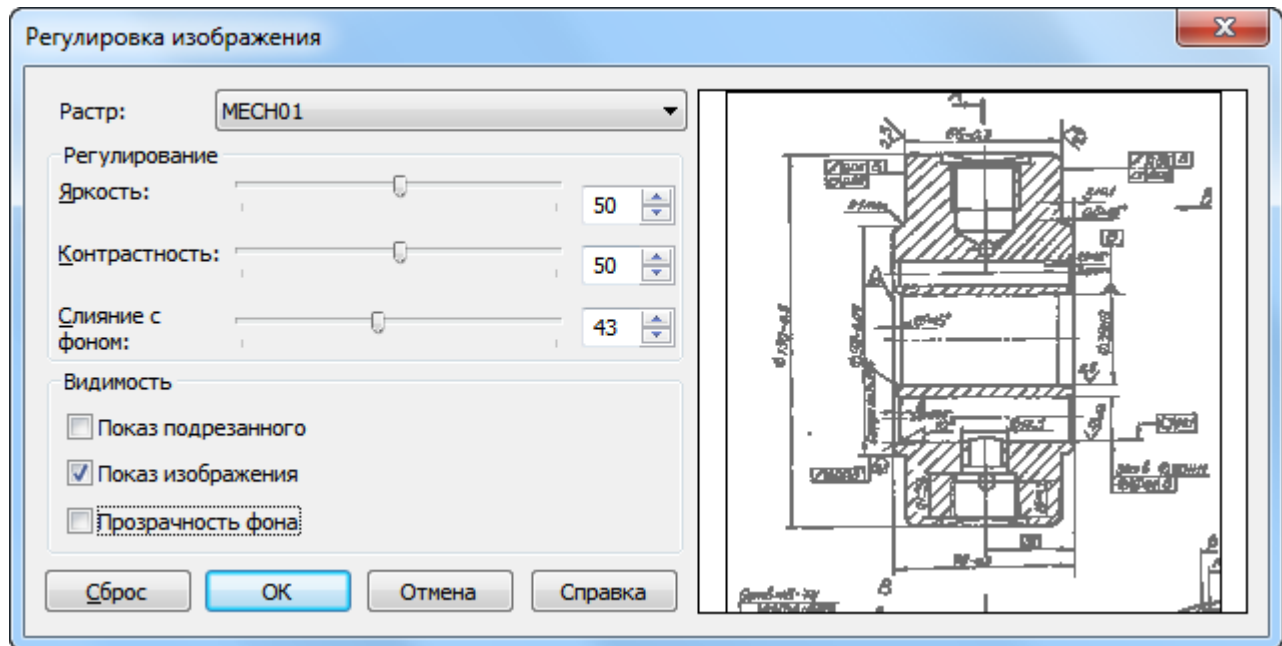 Регулировка изображения
Растр: MECH01
Регулирование
Яркость: 50
Контрастность: 50
Слияние с
фоном: 43
Видимость
Показ подрезанного
Показ изображения
Прозрачность фона
Сброс ОК Отмена Справка